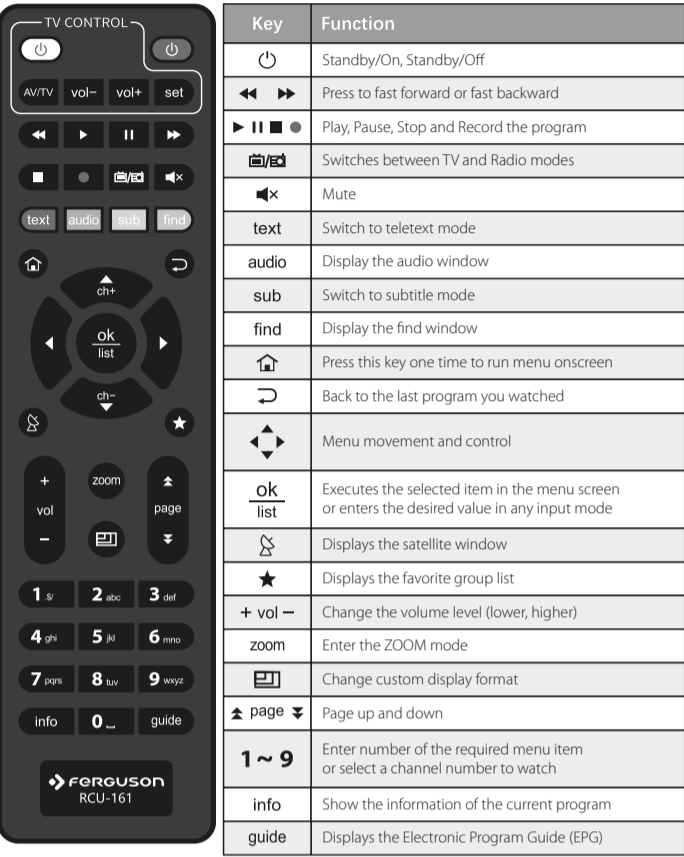 TV CONTROL
AV/TV vol− vol+ set
text audio sub find
ch+
ok
list
ch−
+ zoom
vol page
−
1 .$/ 2 abc 3 def
4 ghi 5 jkl 6 mno
7 pqrs 8 tuv 9 wxyz
info 0 ⎵ guide
FERGUSON
RCU-161
Key Function
Standby/On, Standby/Off
Press to fast forward or fast backward
Play, Pause, Stop and Record the program
Switches between TV and Radio modes
Mute
text Switch to teletext mode
audio Display the audio window
sub Switch to subtitle mode
find Display the find window
Press this key one time to run menu onscreen
Back to the last program you watched
Menu movement and control
ok
list
Executes the selected item in the menu screen
or enters the desired value in any input mode
Displays the satellite window
Displays the favorite group list
+ vol − Change the volume level (lower, higher)
zoom Enter the ZOOM mode
Change custom display format
page Page up and down
1 ~ 9
Enter number of the required menu item
or select a channel number to watch
info Show the information of the current program
guide Displays the Electronic Program Guide (EPG)